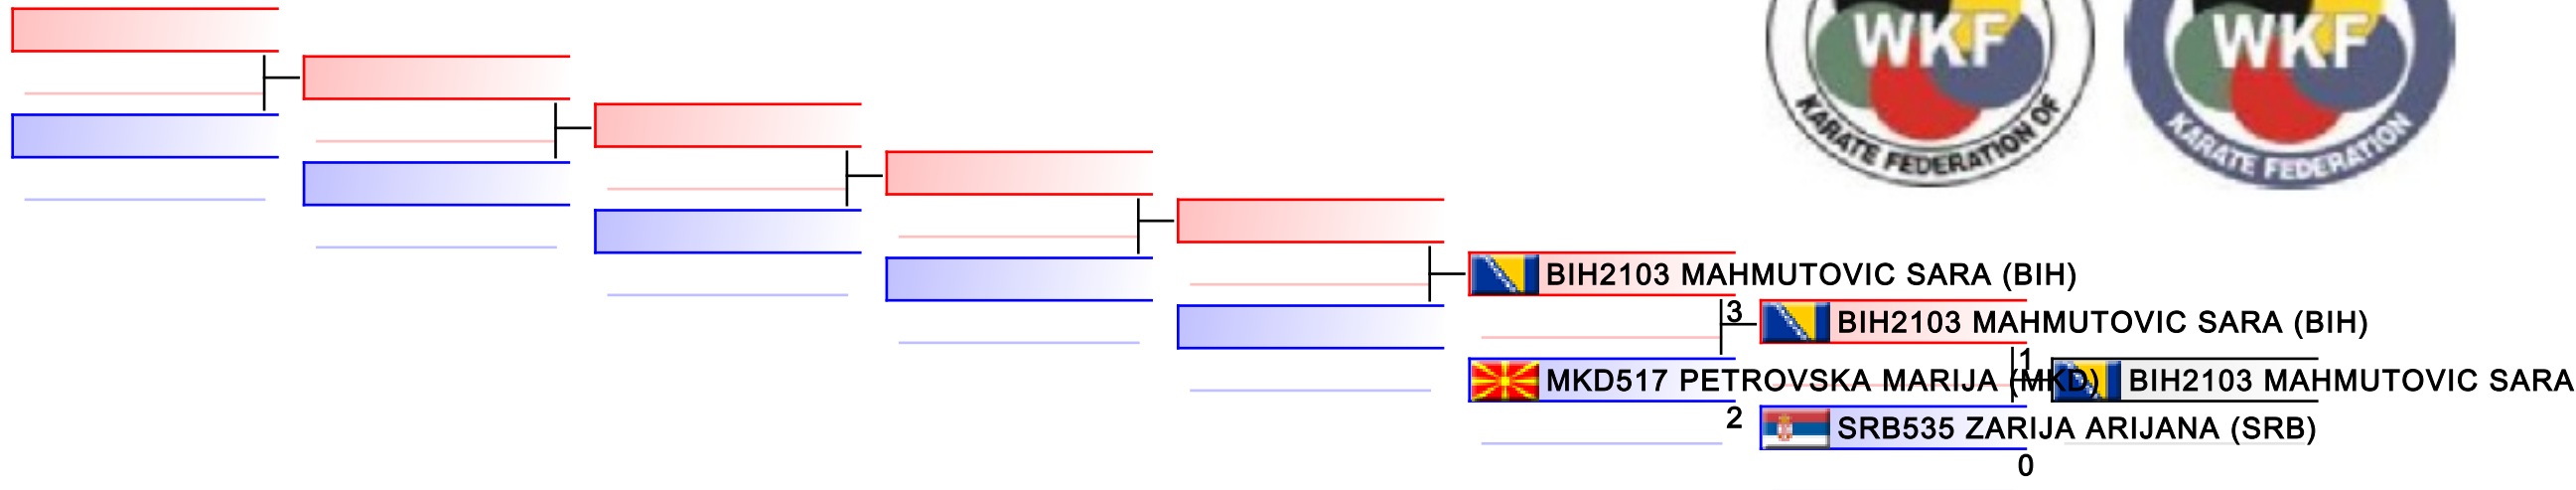 WKF
KARATE FEDERATION OF
WKF
KARATE FEDERATION
BIH2103 MAHMUTOVIC SARA (BIH)
3
BIH2103 MAHMUTOVIC SARA (BIH)
1
MKD517 PETROVSKA MARIJA (MKD)
BIH2103 MAHMUTOVIC SARA
2
SRB535 ZARIJA ARIJANA (SRB)
0